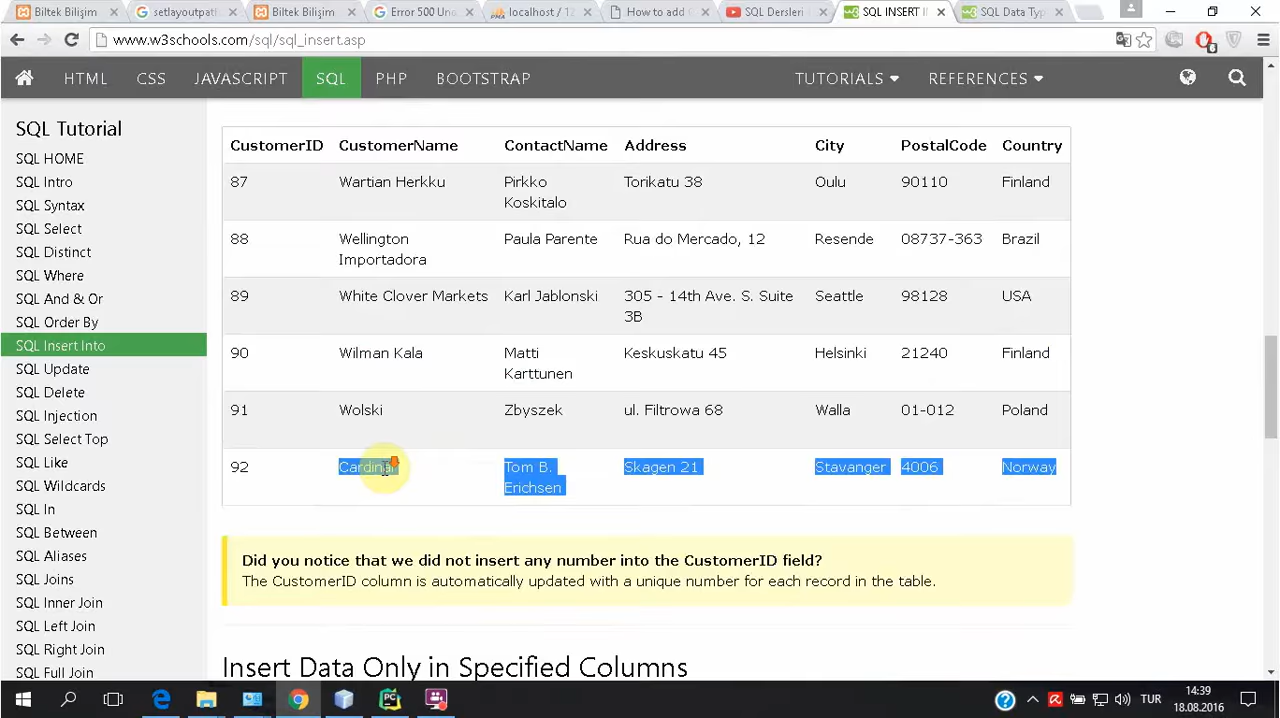 Biltek Bilişim
setlayoutpath
Biltek Bilişim
Error 500 Und
localhost / 12
How to add f
SQL Dersleri
SQL INSERT I
SQL Data Typ
www.w3schools.com/sql/sql_insert.asp
HTML CSS JAVASCRIPT SQL PHP BOOTSTRAP TUTORIALS REFERENCES
SQL Tutorial
SQL HOME
SQL Intro
SQL Syntax
SQL Select
SQL Distinct
SQL Where
SQL And & Or
SQL Order By
SQL Insert Into
SQL Update
SQL Delete
SQL Injection
SQL Select Top
SQL Like
SQL Wildcards
SQL In
SQL Between
SQL Aliases
SQL Joins
SQL Inner Join
SQL Left Join
SQL Right Join
SQL Full Join
CustomerID CustomerName ContactName Address City PostalCode Country
87 Wartian Herkku Pirkko Torikatu 38 Oulu 90110 Finland
Koskitalo
88 Wellington Paula Parente Rua do Mercado, 12 Resende 08737-363 Brazil
Importadora
89 White Clover Markets Karl Jablonski 305 - 14th Ave. S. Suite Seattle 98128 USA
3B
90 Wilman Kala Matti Keskuskatu 45 Helsinki 21240 Finland
Karttunen
91 Wolski Zbyszek ul. Filtrowa 68 Walla 01-012 Poland
92 Cardinal Tom B. Skagen 21 Stavanger 4006 Norway
Erichsen
Did you notice that we did not insert any number into the CustomerID field?
The CustomerID column is automatically updated with a unique number for each record in the table.
Insert Data Only in Specified Columns
TUR
14:39
18.08.2016